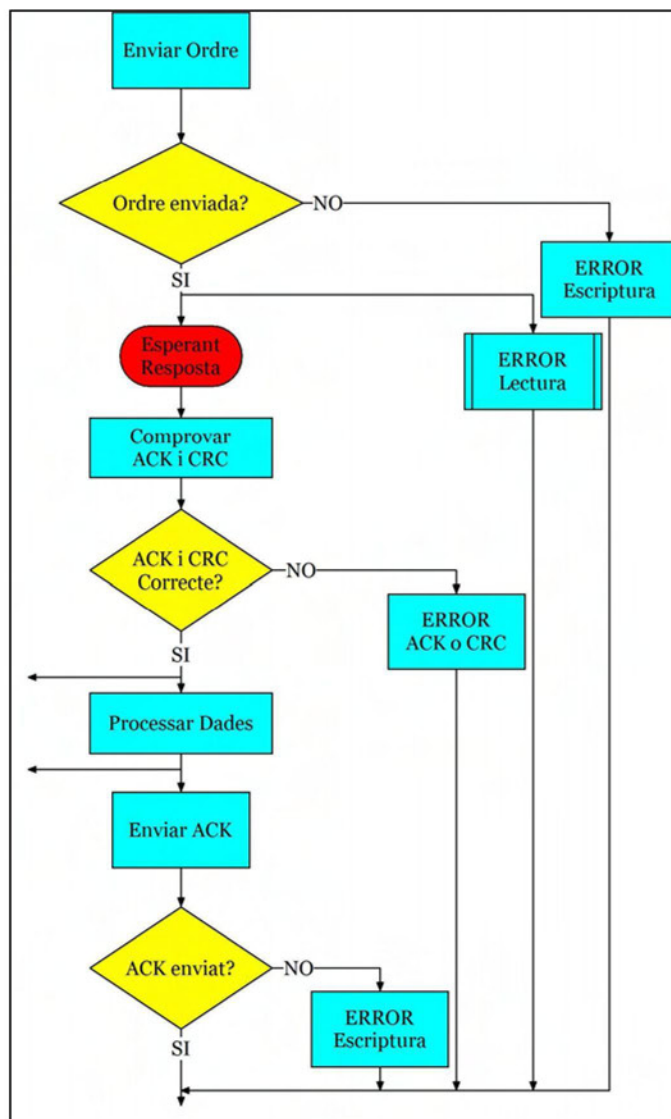 Enviar Ordre
Ordre enviada?
NO
SI
ERROR
Escriptura
Esperant
Resposta
ERROR
Lectura
Comprovar
ACK i CRC
ACK i CRC
Correcte?
NO
SI
ERROR
ACK o CRC
Processar Dades
Enviar ACK
ACK enviat?
NO
SI
ERROR
Escriptura